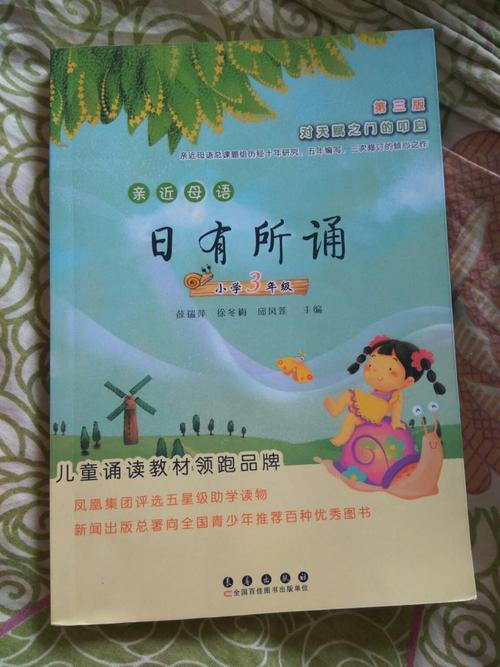 第三版
对天赋之门的叩启
亲近母语总课题组历经十年研究、五年编写、三次修订的倾心之作
亲近母语
日有所诵
小学3年级
薛瑞萍 徐冬梅 邱凤莲 主编
儿童诵读教材领跑品牌
凤凰集团评选五星级助学读物
新闻出版总署向全国青少年推荐百种优秀图书
长春出版社
全国百佳图书出版单位